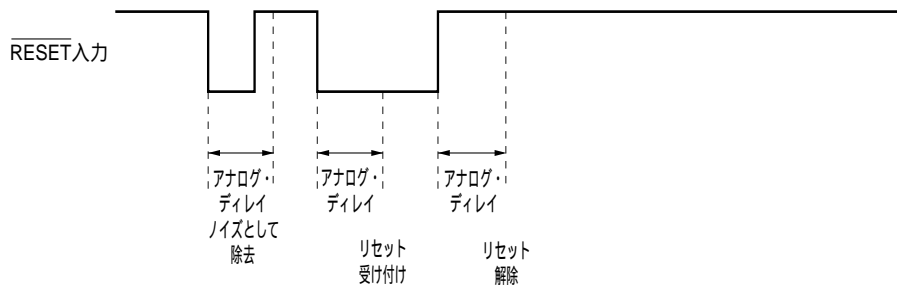 RESET入力
アナログ・
ディレイ
ノイズとして
除去
アナログ・
ディレイ
リセット
受け付け
アナログ・
ディレイ
リセット
解除